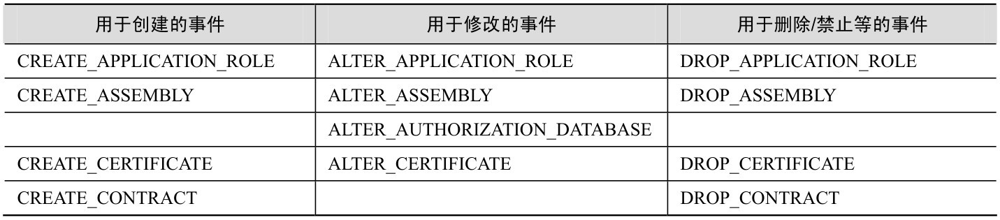 用于创建的事件 用于修改的事件 用于删除/禁止等的事件
CREATE_APPLICATION_ROLE ALTER_APPLICATION_ROLE DROP_APPLICATION_ROLE
CREATE_ASSEMBLY ALTER_ASSEMBLY DROP_ASSEMBLY
ALTER_AUTHORIZATION_DATABASE
CREATE_CERTIFICATE ALTER_CERTIFICATE DROP_CERTIFICATE
CREATE_CONTRACT DROP_CONTRACT